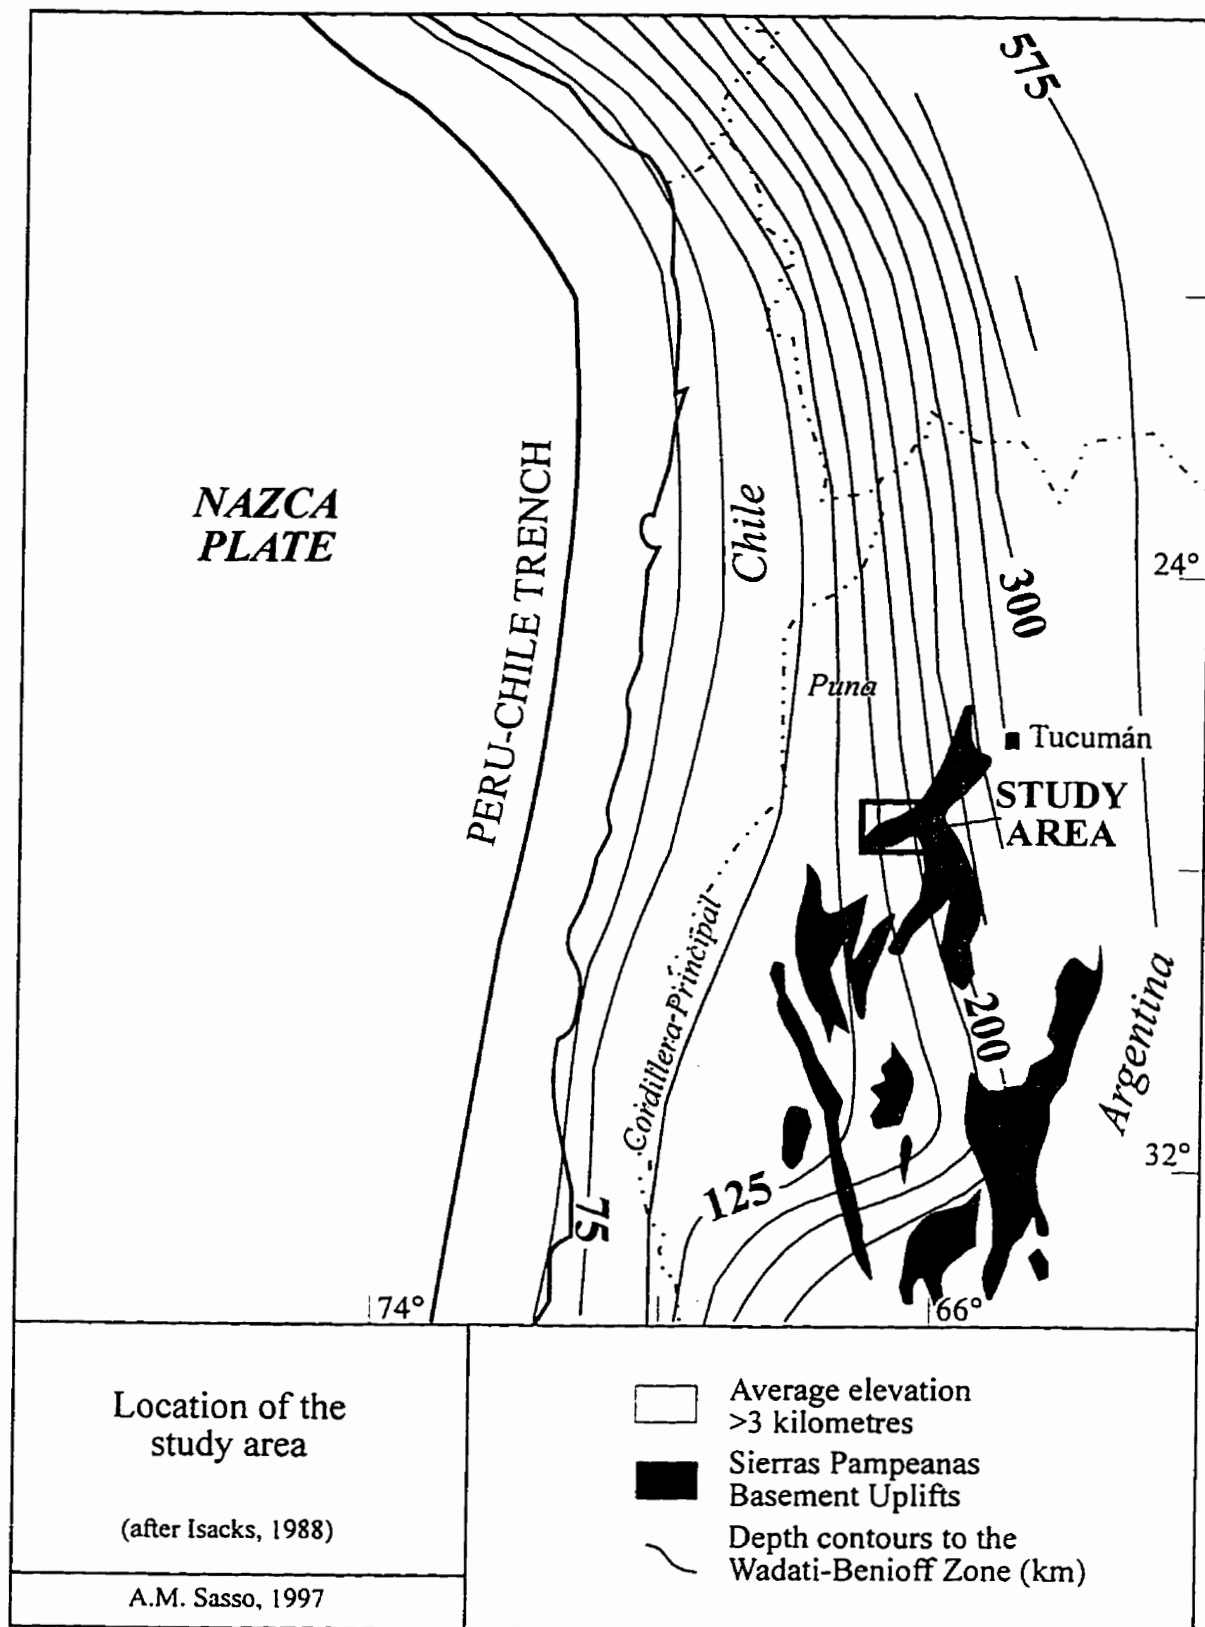 575
NAZCA
PLATE
PERU-CHILE TRENCH
Chile
24°
300
Puna
Tucumán
STUDY
AREA
Cordillera Principal
200
Argentina
32°
125
75
74°
66°
Location of the
study area
(after Isacks, 1988)
A.M. Sasso, 1997
Average elevation
>3 kilometres
Sierras Pampeanas
Basement Uplifts
Depth contours to the
Wadati-Benioff Zone (km)